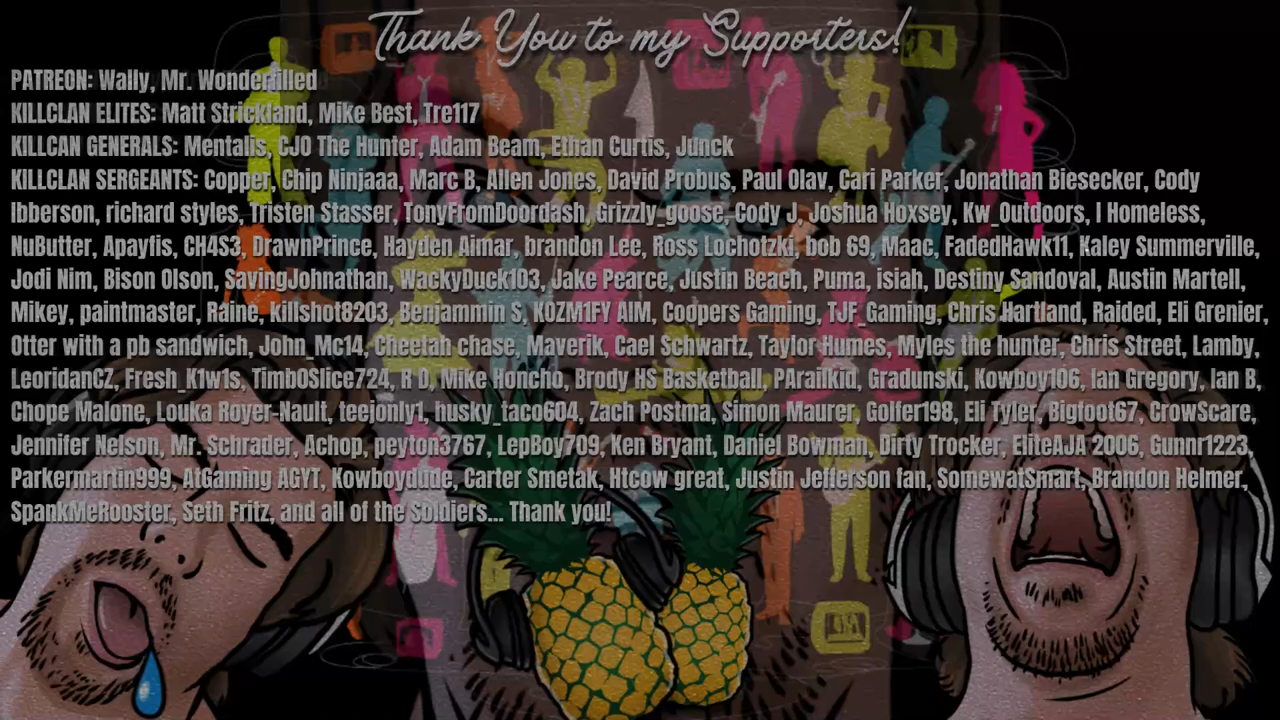 Thank You to my Supporters!
PATREON: Wally, Mr. Wonderfilled
KILLCLAN ELITES: Matt Strickland, Mike Best, Tre117
KILLCAN GENERALS: Mentalis, CJO The Hunter, Adam Beam, Ethan Curtis, Junck
KILLCLAN SERGEANTS: Copper, Chip Ninjaaa, Marc B, Allen Jones, David Probus, Paul Olav, Cari Parker, Jonathan Biesecker, Cody
Ibberson, richard styles, Tristen Stasser, TonyFromDoordash, Grizzly_goose, Cody J, Joshua Hoxsey, Kw_Outdoors, I Homeless,
NuButter, Apayfis, CH4S3, DrawnPrince, Hayden Aimar, brandon Lee, Ross Lochotzki, bob 69, Maac, FadedHawk11, Kaley Summerville,
Jodi Nim, Bison Olson, SavingJohnathan, WackyDuck103, Jake Pearce, Justin Beach, Puma, isiah, Destiny Sandoval, Austin Martell,
Mikey, paintmaster, Raine, killshot8203, Benjammin S, K0ZM1FY AIM, Coopers Gaming, TJF_Gaming, Chris Hartland, Raided, Eli Grenier,
Otter with a pb sandwich, John_Mc14, Cheetah chase, Maverik, Cael Schwartz, Taylor Humes, Myles the hunter, Chris Street, Lamby,
LeoridanCZ, Fresh_K1w1s, Timb0Slice724, R D, Mike Honcho, Brody HS Basketball, PArailkid, Gradunski, Kowboy106, Ian Gregory, Ian B,
Chope Malone, Louka Royer-Nault, teejonly1, husky_taco604, Zach Postma, Simon Maurer, Golfer198, Eli Tyler, Bigfoot67, CrowScare,
Jennifer Nelson, Mr. Schrader, Achop, peyton3767, LepBoy709, Ken Bryant, Daniel Bowman, Dirty Trocker, EliteAJA 2006, Gunnr1223,
Parkermartin999, AtGaming AGYT, Kowboydude, Carter Smetak, Htcow great, Justin Jefferson fan, SomewatSmart, Brandon Helmer,
SpankMeRooster, Seth Fritz, and all of the Soldiers... Thank you!